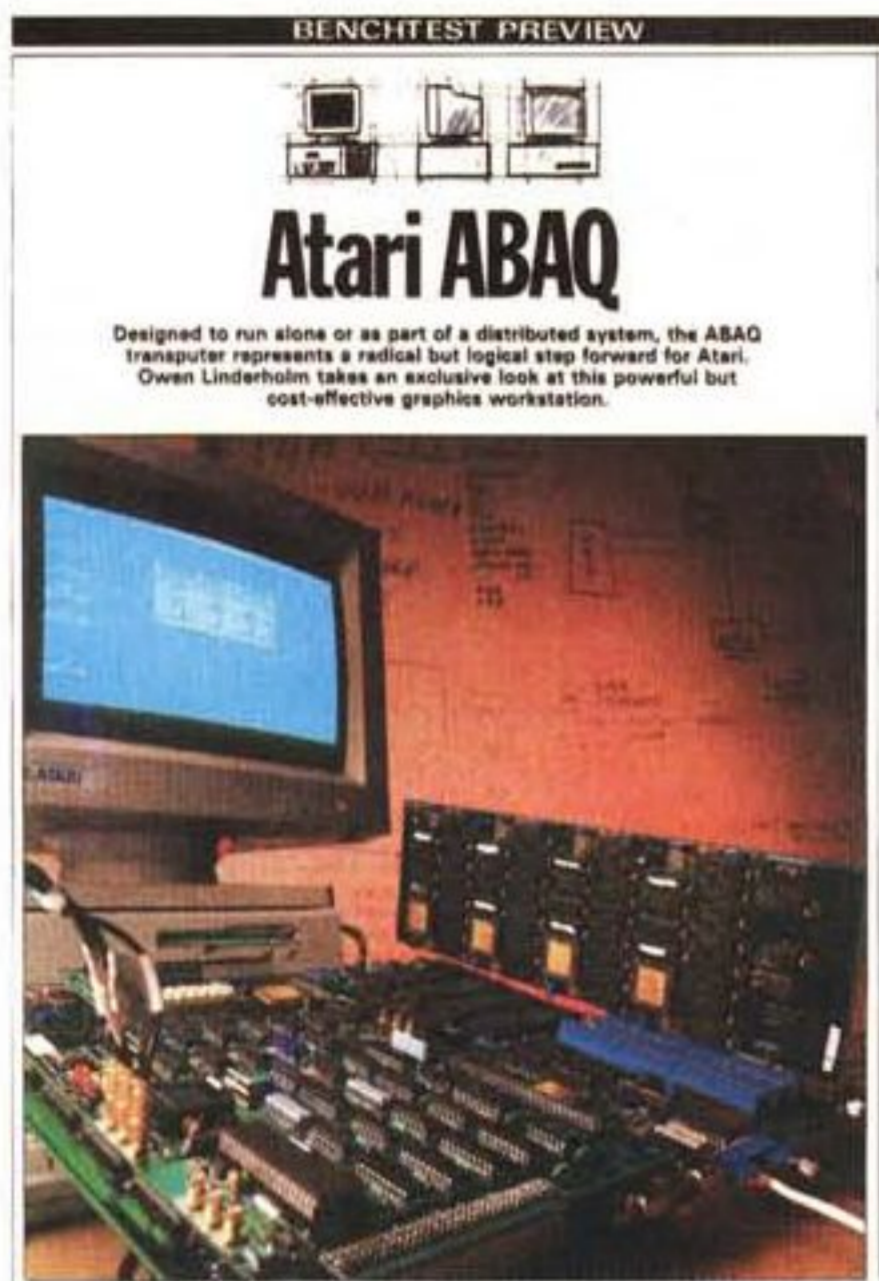 BENCHTEST PREVIEW
Atari ABAQ
Designed to run alone or as part of a distributed system, the ABAQ
transputer represents a radical but logical step forward for Atari.
Owen Linderholm takes an exclusive look at this powerful but
cost-effective graphics workstation.
ATARI